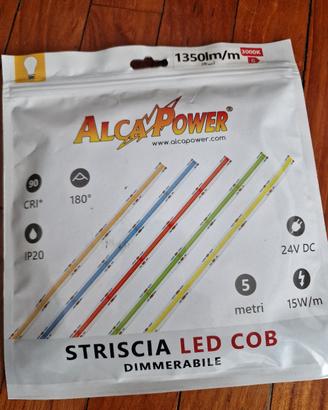 1350lm/m 3000K
ALCAPOWER®
www.alcapower.com
90
CRI*
180°
IP20
24V DC
5
metri
15W/m
STRISCIA LED COB
DIMMERABILE